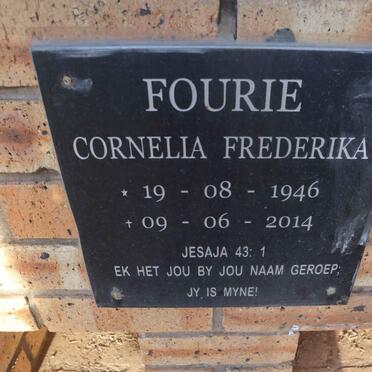 FOURIE
CORNELIA FREDERIKA
* 19 - 08 - 1946
+ 09 - 06 - 2014
JESAJA 43: 1
EK HET JOU BY JOU NAAM GEROEP;
JY IS MYNE!